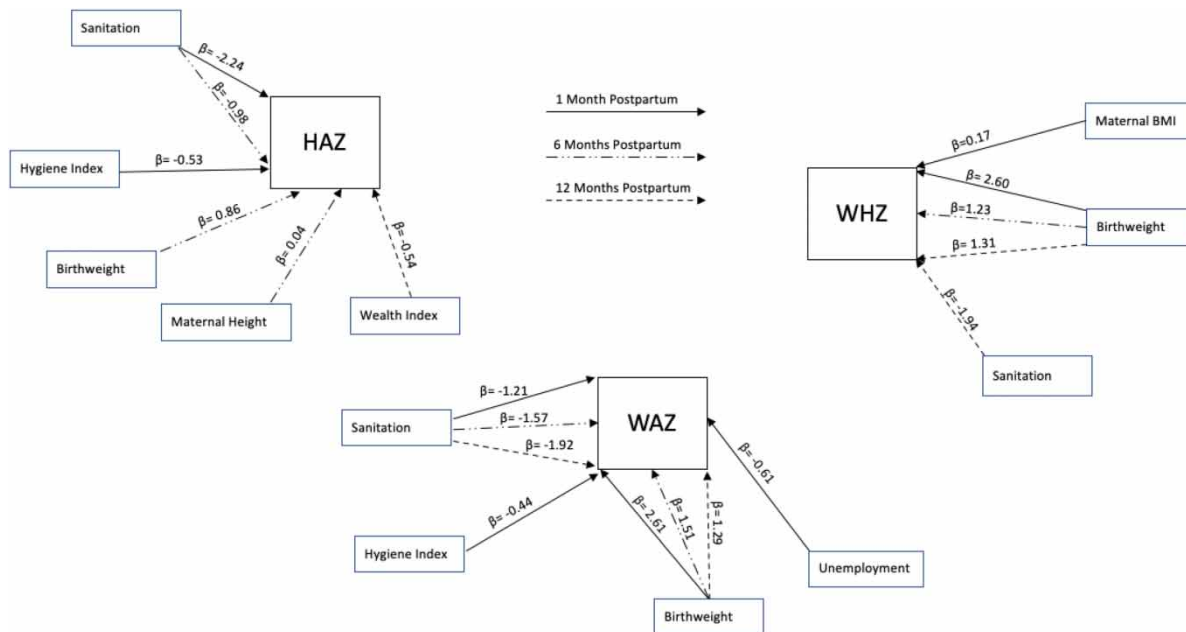 Sanitation
β= -2.24
β= -0.98
HAZ
Hygiene Index
β= -0.53
β= 0.86
Birthweight
β= 0.04
Maternal Height
β= -0.54
Wealth Index
1 Month Postpartum
6 Months Postpartum
12 Months Postpartum
Maternal BMI
β=0.17
β= 2.60
WHZ
β=1.23
Birthweight
β= 1.31
β= -1.94
Sanitation
β= -1.21
Sanitation
β= -1.57
WAZ
β= -1.92
β= -0.61
β= -0.44
Hygiene Index
β= 2.61
β= 1.51
β= 1.29
Unemployment
Birthweight